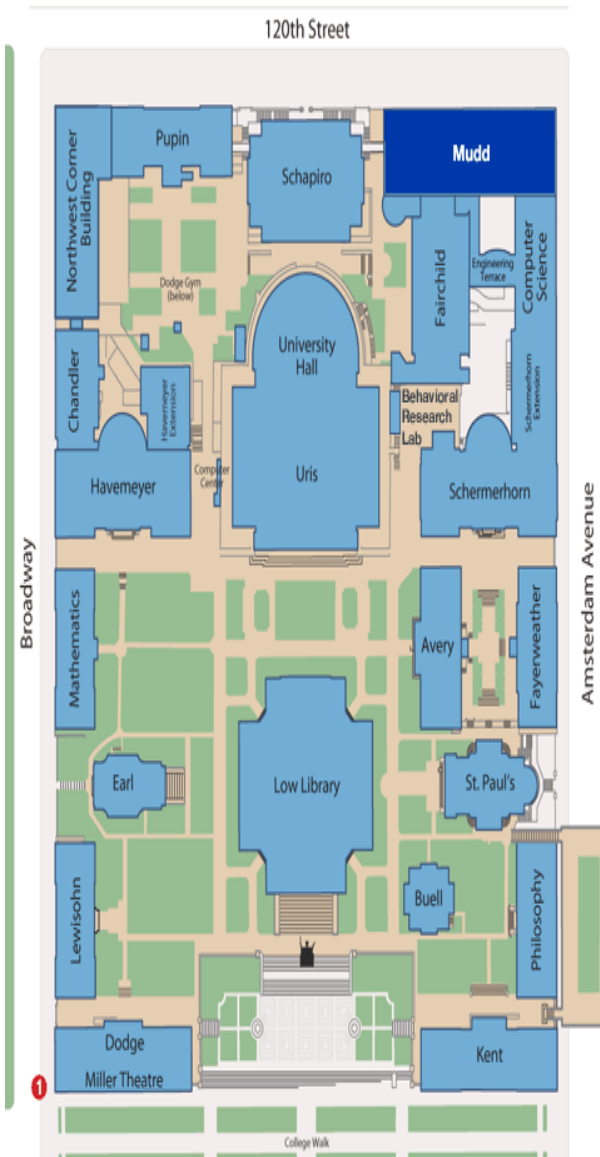 120th Street
Pupin
Mudd
Schapiro
Northwest Corner
Building
Computer
Science
Fairchild
Engineering
Terrace
Dodge Gym
(below)
University
Hall
Chandler
Havemeyer
Extension
Behavioral
Research
Lab
Schermerhorn
Extension
Computer
Center
Uris
Havemeyer
Schermerhorn
Broadway
Amsterdam Avenue
Mathematics
Avery
Fayerweather
Earl
Low Library
St. Paul's
Lewisohn
Buell
Philosophy
Dodge
Miller Theatre
Kent
1
College Walk